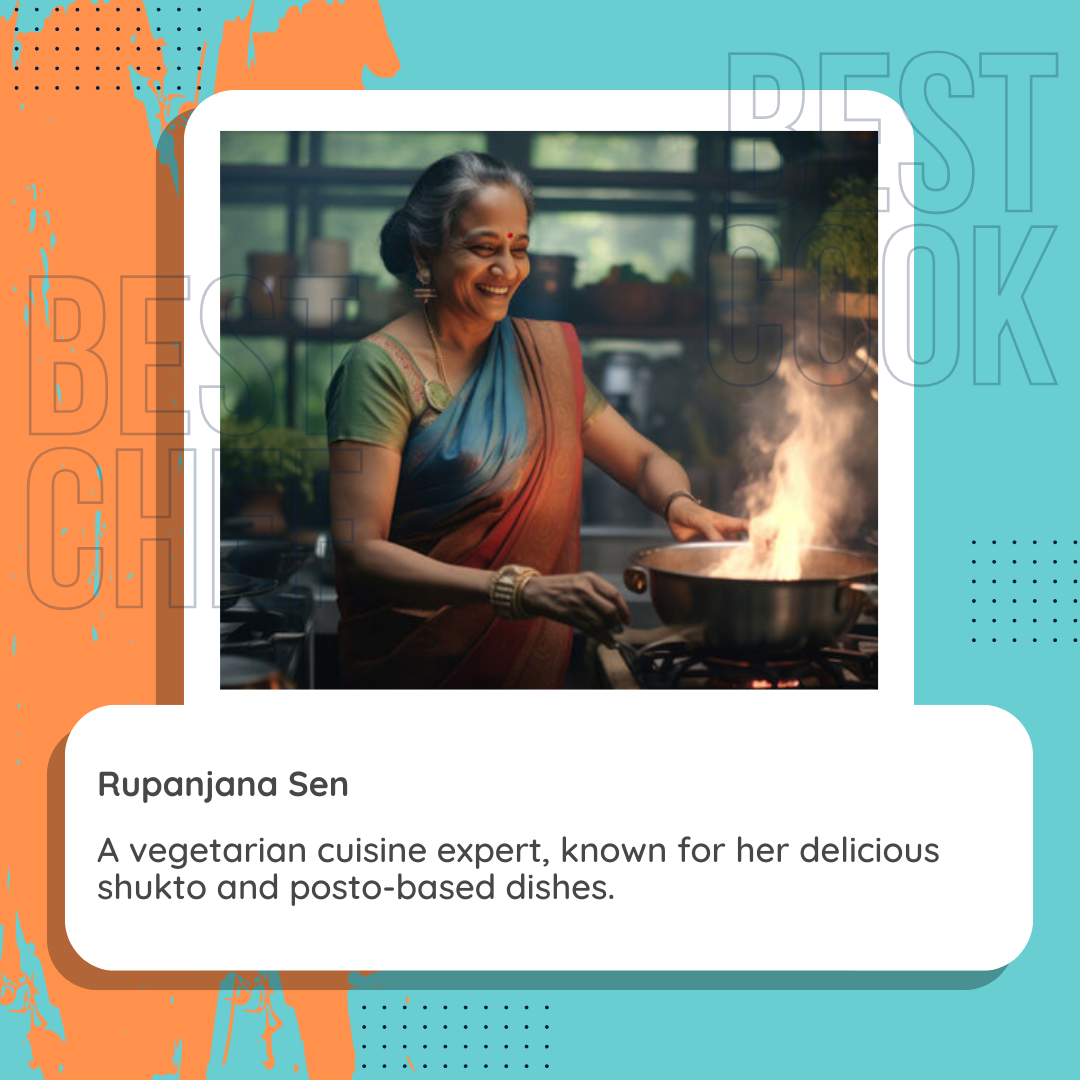 BEST
COOK
BEST
CHEF
Rupanjana Sen
A vegetarian cuisine expert, known for her delicious
shukto and posto-based dishes.